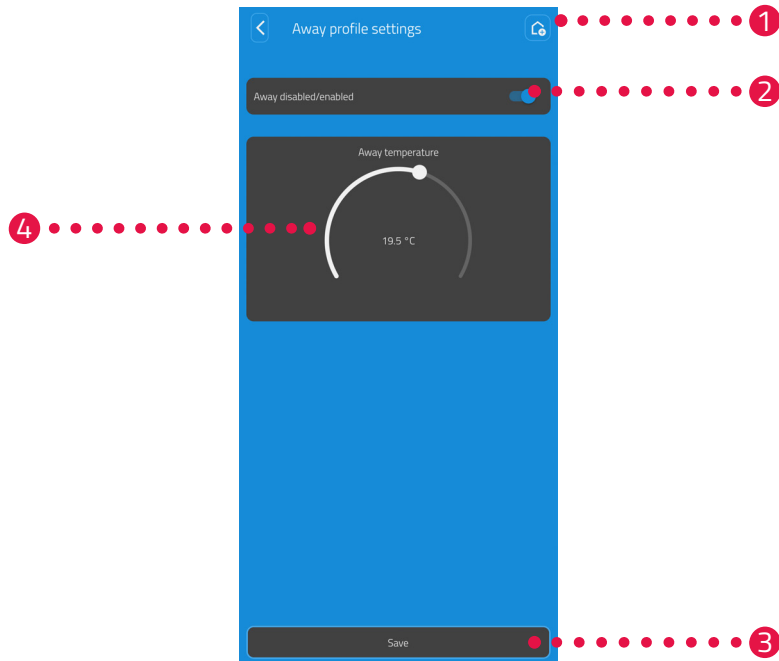 Away profile settings
1
Away disabled/enabled
2
Away temperature
4
19.5 °C
Save
3